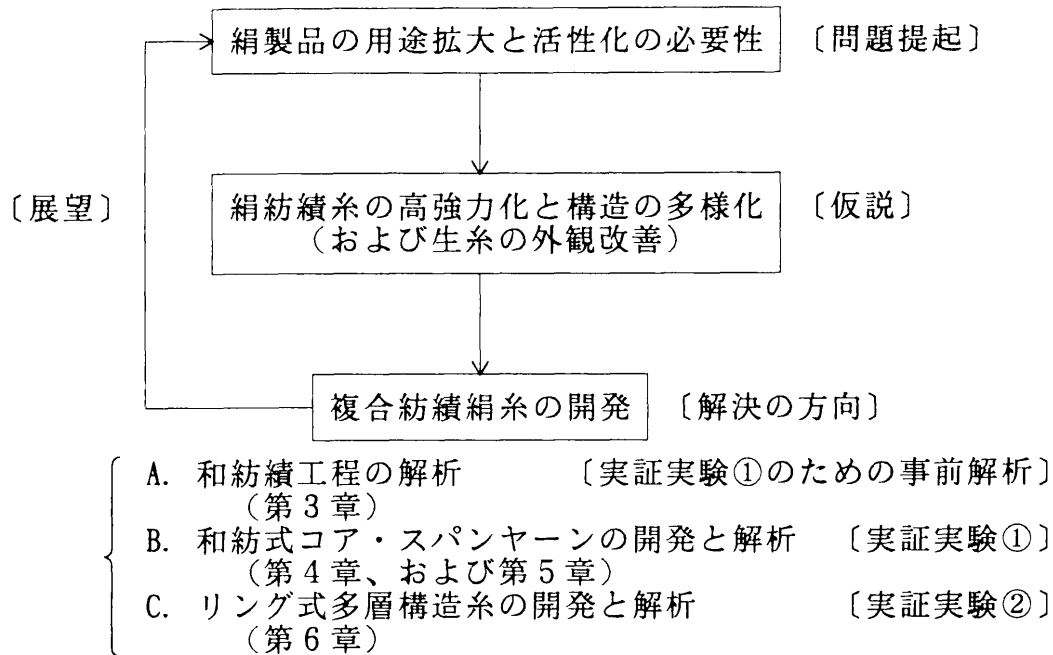 絹製品の用途拡大と活性化の必要性 〔問題提起〕
〔展望〕 絹紡績糸の高強力化と構造の多様化 〔仮説〕
（および生糸の外観改善）
複合紡績絹糸の開発 〔解決の方向〕
A. 和紡績工程の解析 〔実証実験①のための事前解析〕
（第3章）
B. 和紡式コア・スパンヤーンの開発と解析 〔実証実験①〕
（第4章、および第5章）
C. リング式多層構造糸の開発と解析 〔実証実験②〕
（第6章）